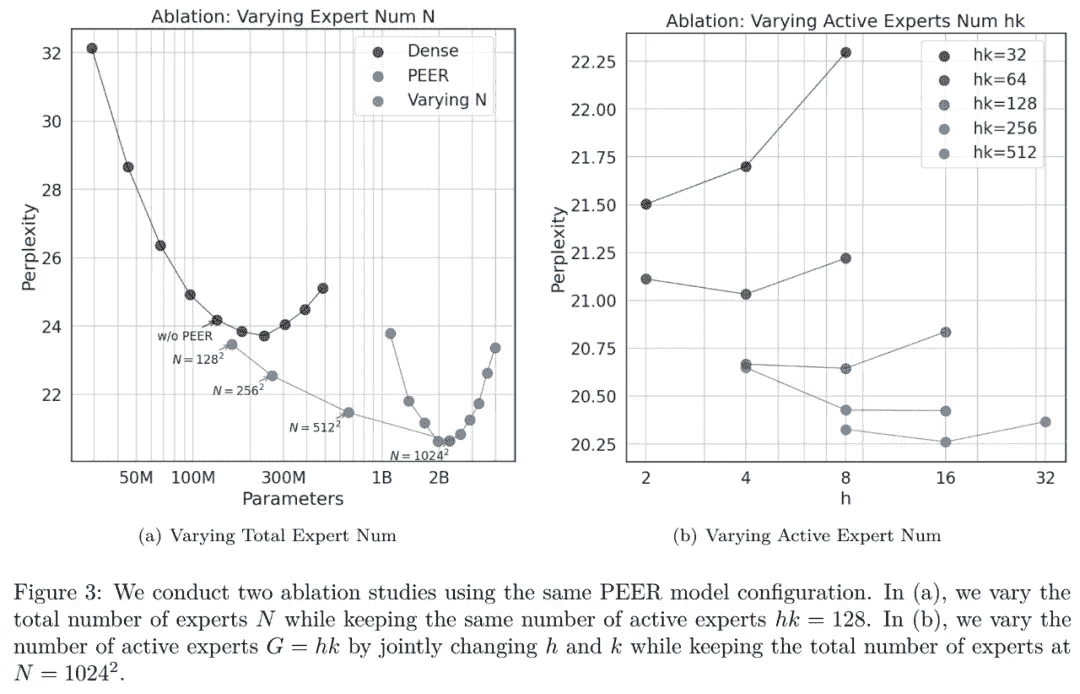 Ablation: Varying Expert Num N
Dense
PEER
Varying N
32
30
28
26
24
22
Perplexity
w/o PEER
N = 128²
N = 256²
N = 512²
N = 1024²
50M 100M 300M 1B 2B
Parameters
(a) Varying Total Expert Num
Ablation: Varying Active Experts Num hk
hk=32
hk=64
hk=128
hk=256
hk=512
22.25
22.00
21.75
21.50
21.25
21.00
20.75
20.50
20.25
Perplexity
2 4 8 16 32
h
(b) Varying Active Expert Num
Figure 3: We conduct two ablation studies using the same PEER model configuration. In (a), we vary the
total number of experts N while keeping the same number of active experts hk = 128. In (b), we vary the
number of active experts G = hk by jointly changing h and k while keeping the total number of experts at
N = 1024².